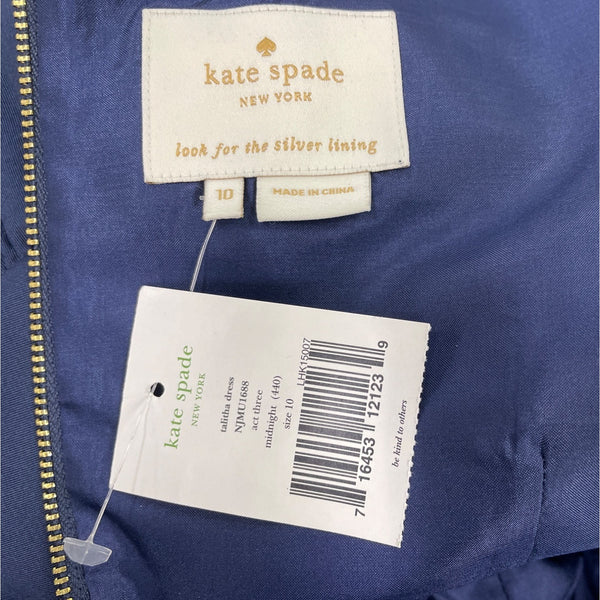 kate spade
NEW YORK
look for the silver lining
10
MADE IN CHINA
kate spade
NEW YORK
talitha dress
NJMU1688
act three
midnight (440)
size 10
LHK15007
7 16453 12123 9
be kind to others